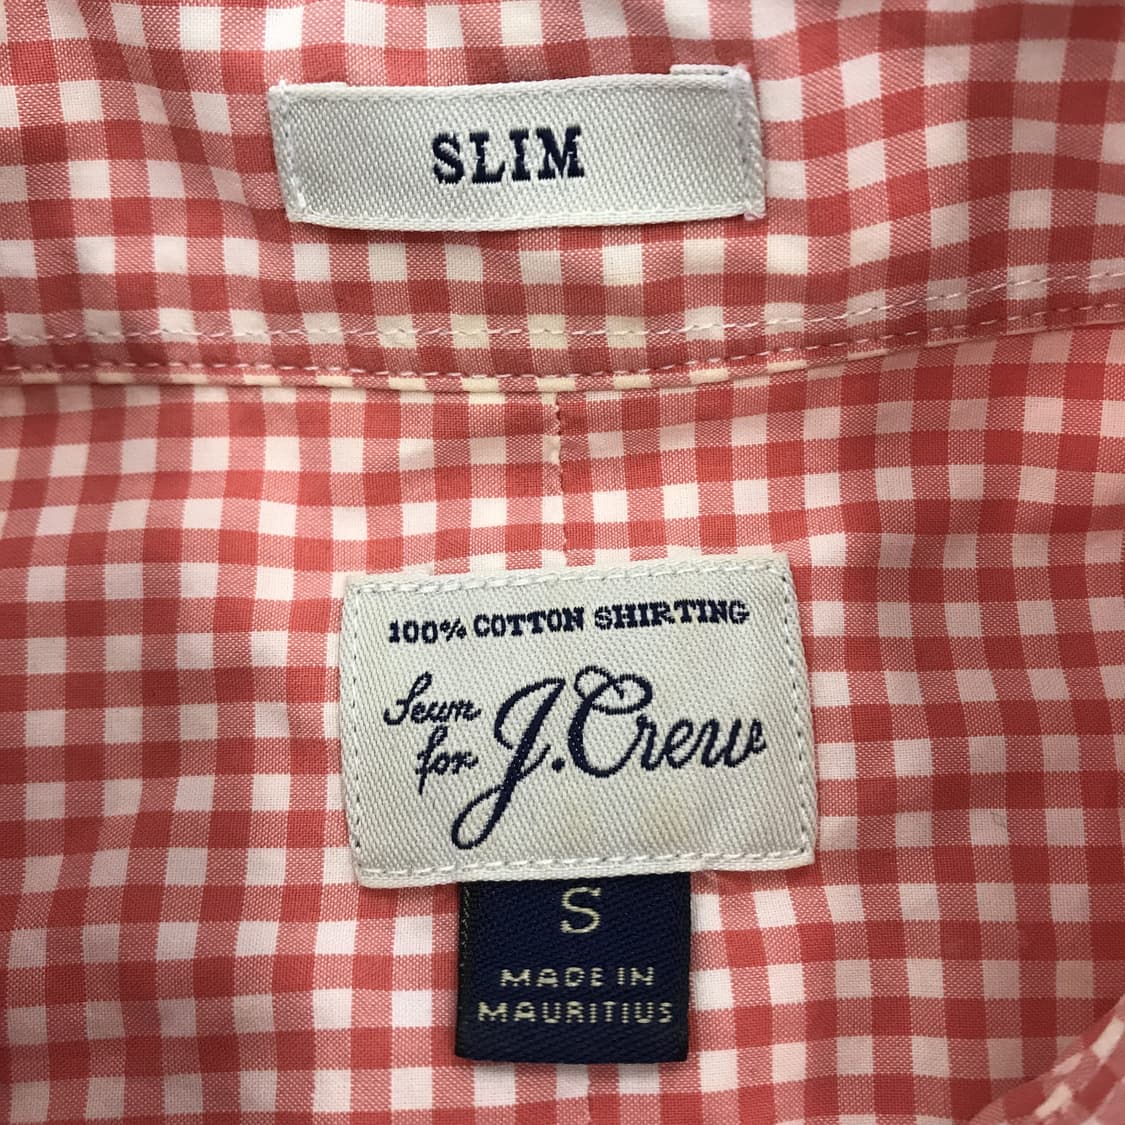 SLIM
100% COTTON SHIRTING
Sewn
for J.Crew
S
MADE IN
MAURITIUS